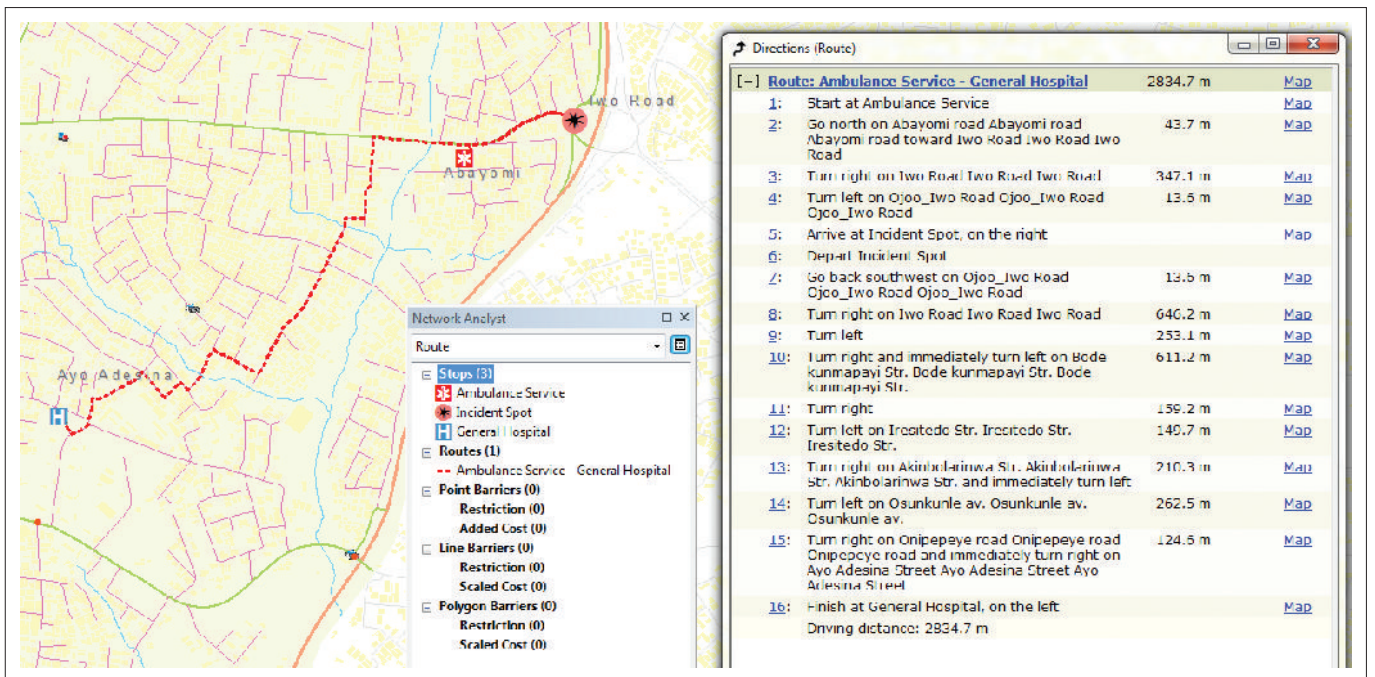 Iwo Road
Abayomi
Ayo Adesina
H
Network Analyst
Route
Stops (3)
Ambulance Service
Incident Spot
H General Hospital
Routes (1)
Ambulance Service General Hospital
Point Barriers (0)
Restriction (0)
Added Cost (0)
Line Barriers (0)
Restriction (0)
Scaled Cost (0)
Polygon Barriers (0)
Restriction (0)
Scaled Cost (0)
Directions (Route)
[-] Route: Ambulance Service - General Hospital 2834.7 m Map
1: Start at Ambulance Service Map
2: Go north on Abayomi road Abayomi road 43.7 m Map
Abayomi road toward Iwo Road Iwo Road Iwo
Road
3: Turn right on Iwo Road Iwo Road Iwo Road 347.1 m Map
4: Turn left on Ojoo_Iwo Road Ojoo_Iwo Road 13.5 m Map
Ojoo_Iwo Road
5: Arrive at Incident Spot, on the right Map
6: Depart Incident Spot
7: Go back southwest on Ojoo_Iwo Road 13.5 m Map
Ojoo_Iwo Road Ojoo_Iwo Road
8: Turn right on Iwo Road Iwo Road Iwo Road 646.2 m Map
9: Turn left 253.1 m Map
10: Turn right and immediately turn left on Bode 611.2 m Map
kunmapayi Str. Bode kunmapayi Str. Bode
kunmapayi Str.
11: Turn right 159.2 m Map
12: Turn left on Iresitedo Str. Iresitedo Str. 149.7 m Map
Iresitedo Str.
13: Turn right on Akinbolarinwa Str. Akinbolarinwa 210.3 m Map
Str. Akinbolarinwa Str. and immediately turn left
14: Turn left on Osunkunle av. Osunkunle av. 262.5 m Map
Osunkunle av.
15: Turn right on Onipepeye road Onipepeye road 124.5 m Map
Onipepeye road and immediately turn right on
Ayo Adesina Street Ayo Adesina Street Ayo
Adesina Street
16: Finish at General Hospital, on the left Map
Driving distance: 2834.7 m